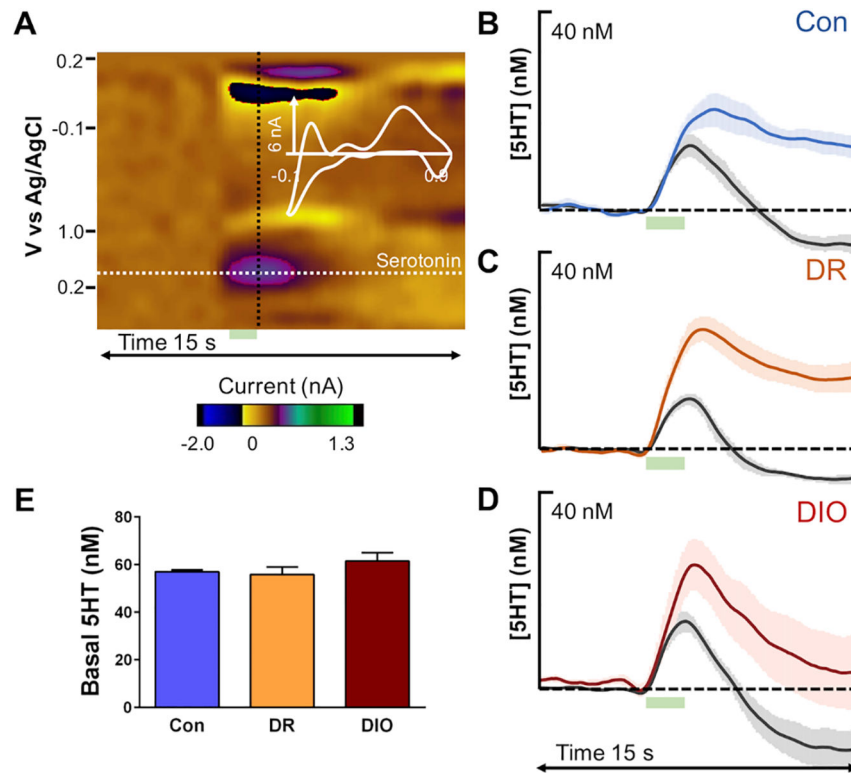 A
V vs Ag/AgCl
0.2
-0.1
1.0
0.2
6 nA
-0.1
0.9
Serotonin
Time 15 s
Current (nA)
-2.0 0 1.3
B
[5HT] (nM)
40 nM
Con
C
[5HT] (nM)
40 nM
DR
D
[5HT] (nM)
40 nM
DIO
Time 15 s
E
Basal 5HT (nM)
80
60
40
60
80
0
Con DR DIO